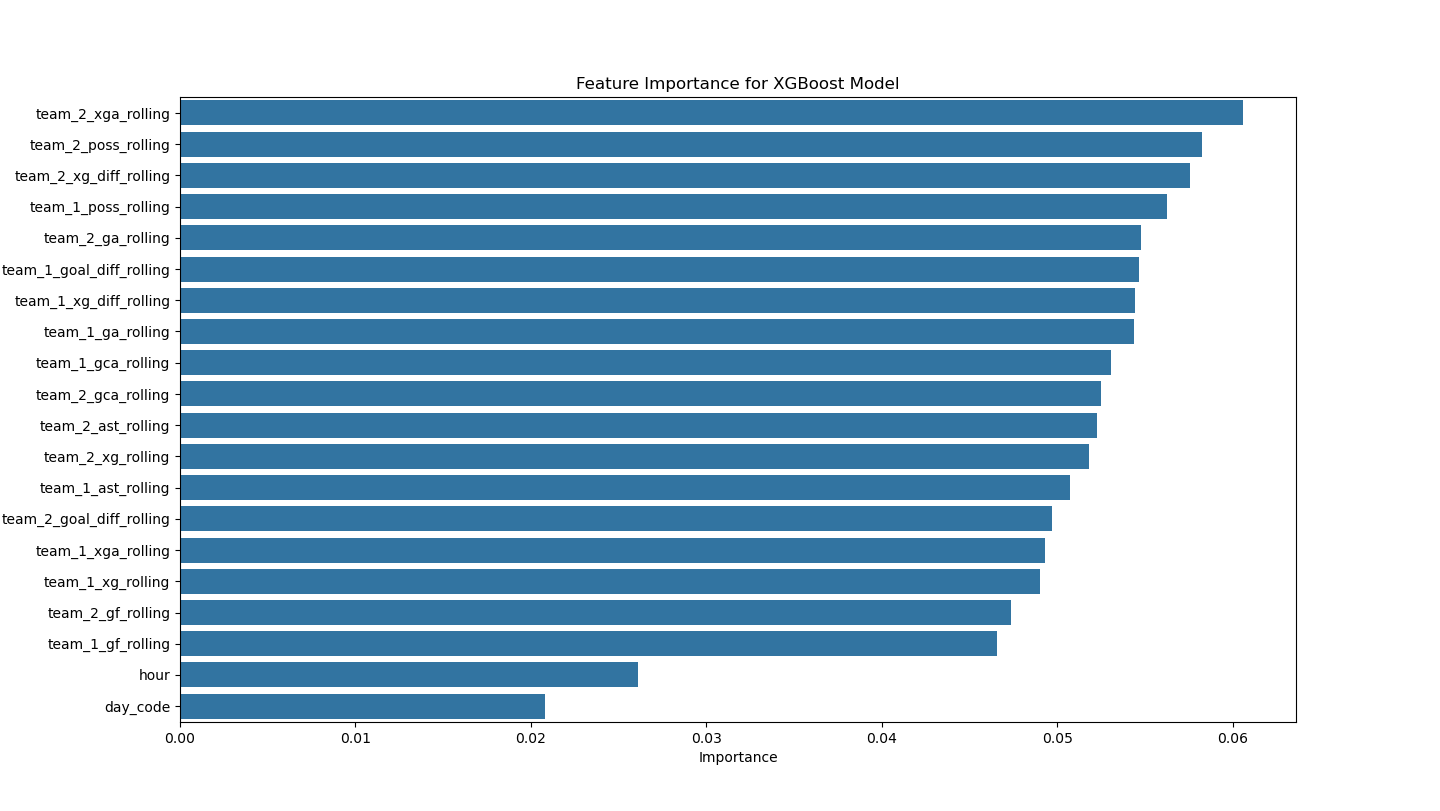 Feature Importance for XGBoost Model
team_2_xga_rolling
team_2_poss_rolling
team_2_xg_diff_rolling
team_1_poss_rolling
team_2_ga_rolling
team_1_goal_diff_rolling
team_1_xg_diff_rolling
team_1_ga_rolling
team_1_gca_rolling
team_2_gca_rolling
team_2_ast_rolling
team_2_xg_rolling
team_1_ast_rolling
team_2_goal_diff_rolling
team_1_xga_rolling
team_1_xg_rolling
team_2_gf_rolling
team_1_gf_rolling
hour
day_code
0.00 0.01 0.02 0.03 0.04 0.05 0.06
Importance